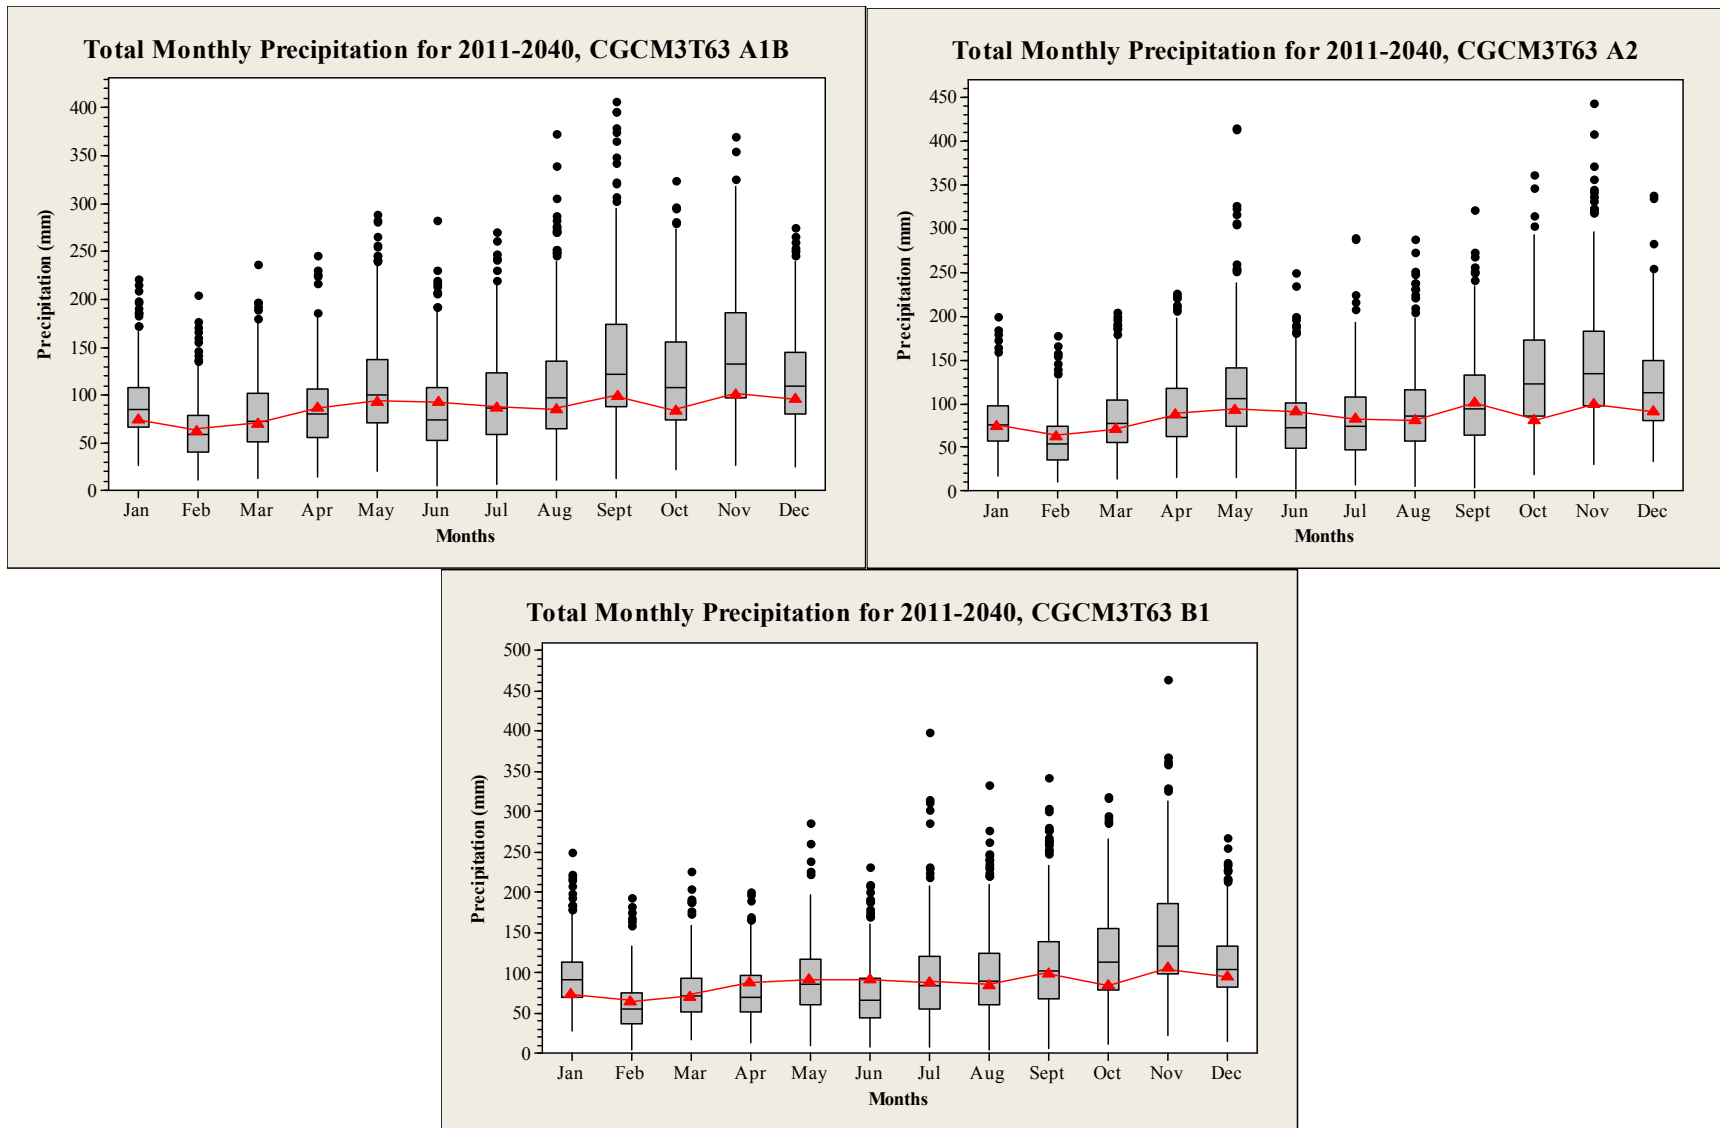 Total Monthly Precipitation for 2011-2040, CGCM3T63 A1B
Precipitation (mm)
400
350
300
250
200
150
100
50
0
Jan Feb Mar Apr May Jun Jul Aug Sept Oct Nov Dec
Months
Total Monthly Precipitation for 2011-2040, CGCM3T63 A2
Precipitation (mm)
450
400
350
300
250
200
150
100
50
0
Jan Feb Mar Apr May Jun Jul Aug Sept Oct Nov Dec
Months
Total Monthly Precipitation for 2011-2040, CGCM3T63 B1
Precipitation (mm)
500
450
400
350
300
250
200
150
100
50
0
Jan Feb Mar Apr May Jun Jul Aug Sept Oct Nov Dec
Months